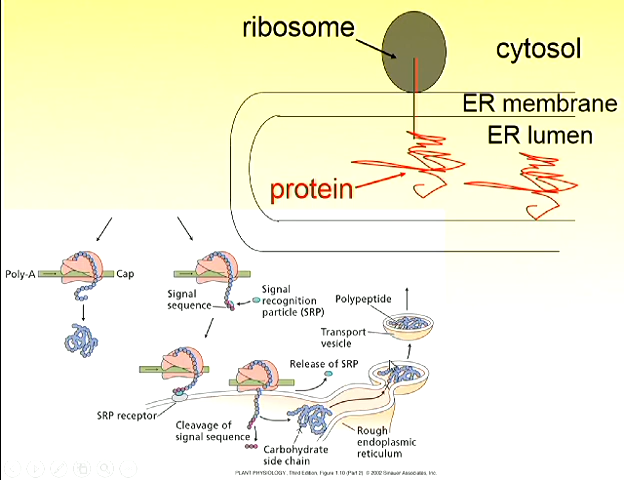 ribosome
cytosol
ER membrane
ER lumen
protein
Poly-A
Cap
Signal
sequence
Signal
recognition
particle (SRP)
Polypeptide
Transport
vesicle
Release of SRP
SRP receptor
Cleavage of
signal sequence
Carbohydrate
side chain
Rough
endoplasmic
reticulum
PLANT PHYSIOLOGY, Third Edition, Figure 1.10 (Part 2) © 2002 Sinauer Associates, Inc.